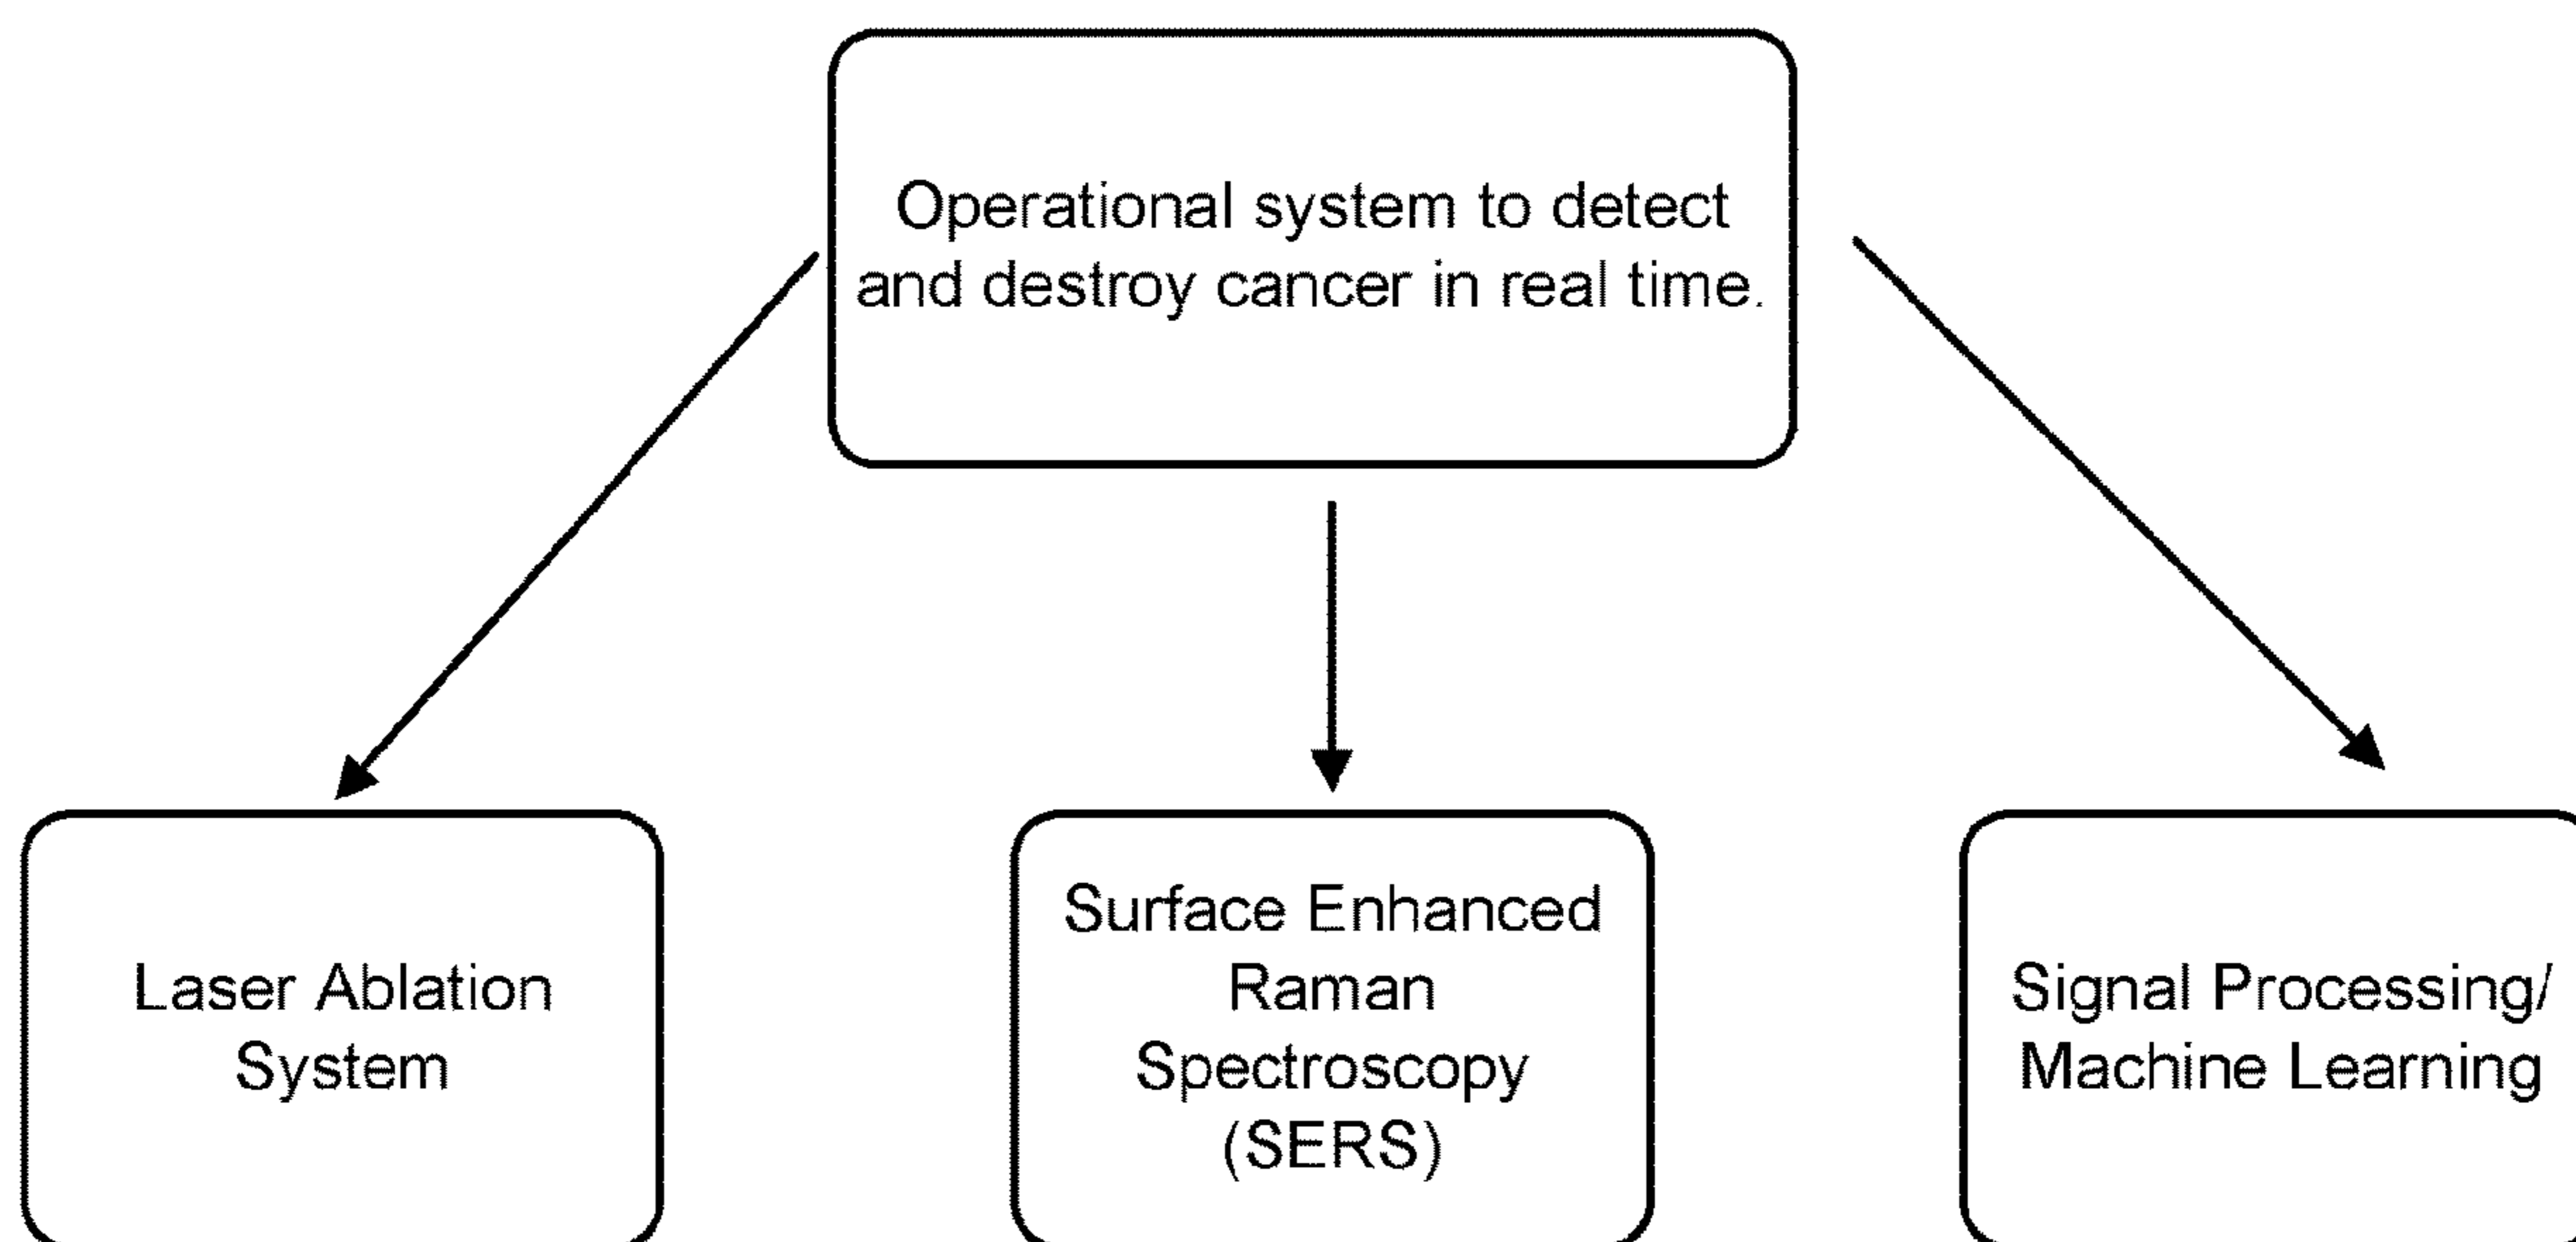 Operational system to detect
and destroy cancer in real time.
Laser Ablation
System
Surface Enhanced
Raman
Spectroscopy
(SERS)
Signal Processing/
Machine Learning